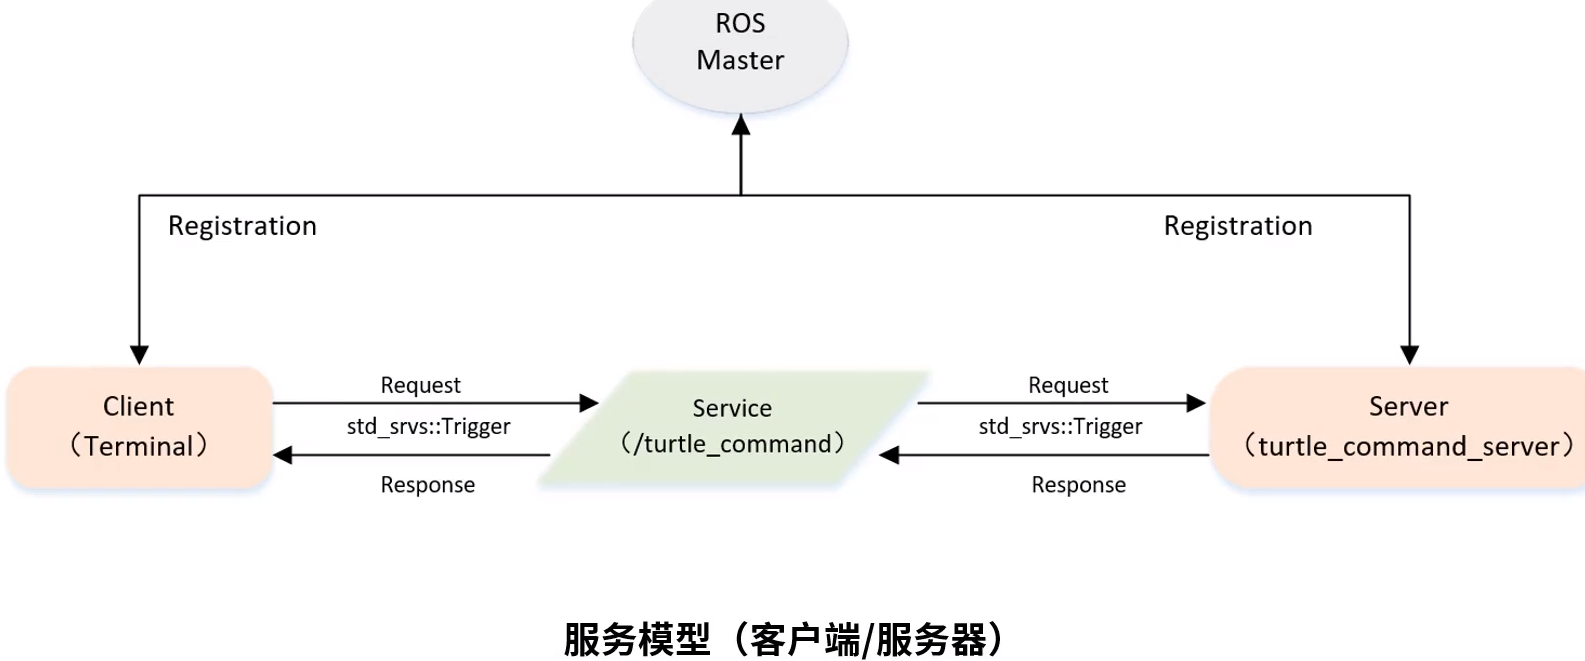 ROS
Master
Registration
Registration
Client
（Terminal）
Request
std_srvs::Trigger
Response
Service
（/turtle_command）
Request
std_srvs::Trigger
Response
Server
（turtle_command_server）
服务模型（客户端/服务器）